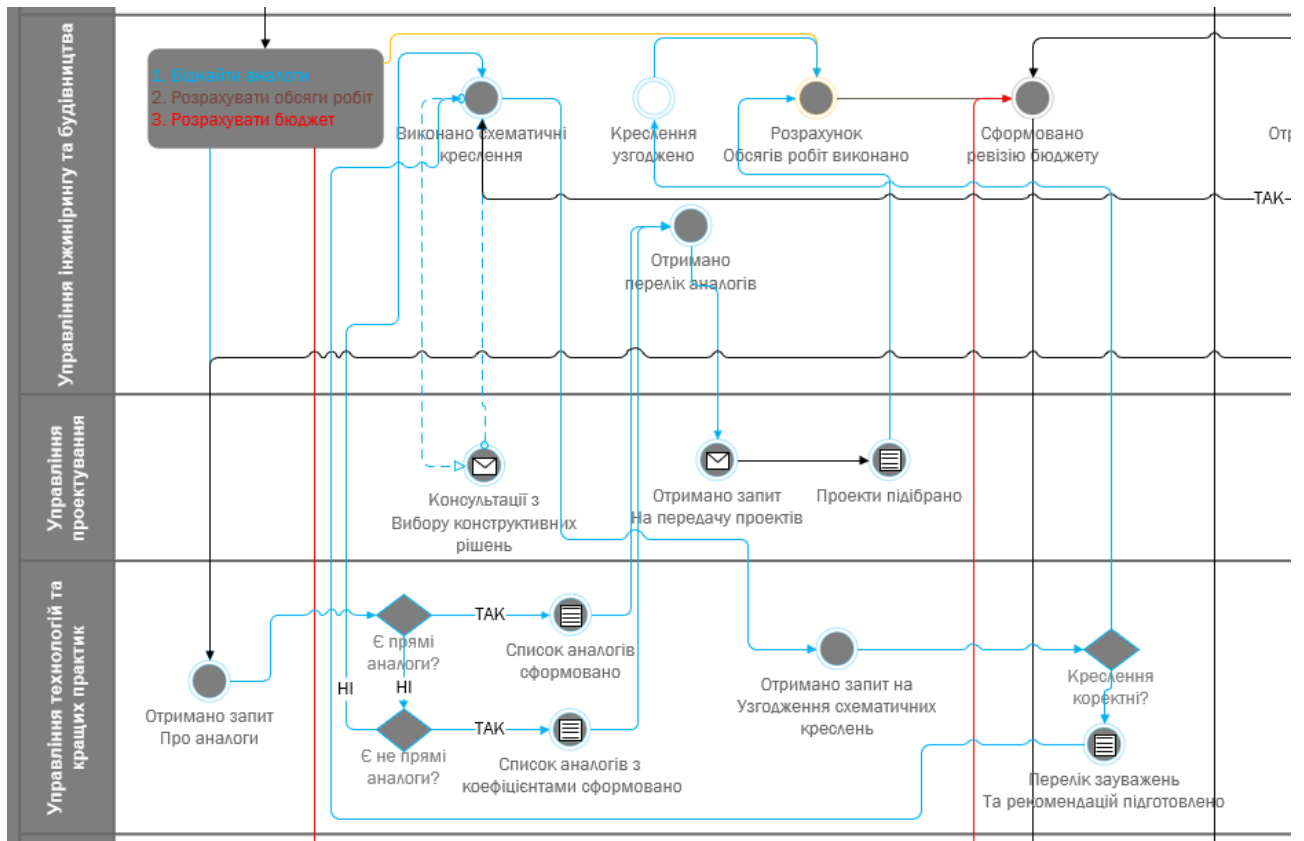 Управління інжинірингу та будівництва
1. Віднайти аналоги
2. Розрахувати обсяги робіт
3. Розрахувати бюджет
Виконано схематичні
креслення
Креслення
узгоджено
Розрахунок
Обсягів робіт виконано
Сформовано
ревізію бюджету
Отр
ТАК
Отримано
перелік аналогів
Управління
проектування
Консультації з
Вибору конструктивних
рішень
Отримано запит
На передачу проектів
Проекти підібрано
Управління технологій та
кращих практик
Отримано запит
Про аналоги
Є прямі
аналоги?
ТАК
Список аналогів
сформовано
НІ
НІ
Є не прямі
аналоги?
ТАК
Список аналогів з
коефіцієнтами сформовано
Отримано запит на
Узгодження схематичних
креслень
Креслення
коректні?
Перелік зауважень
Та рекомендацій підготовлено